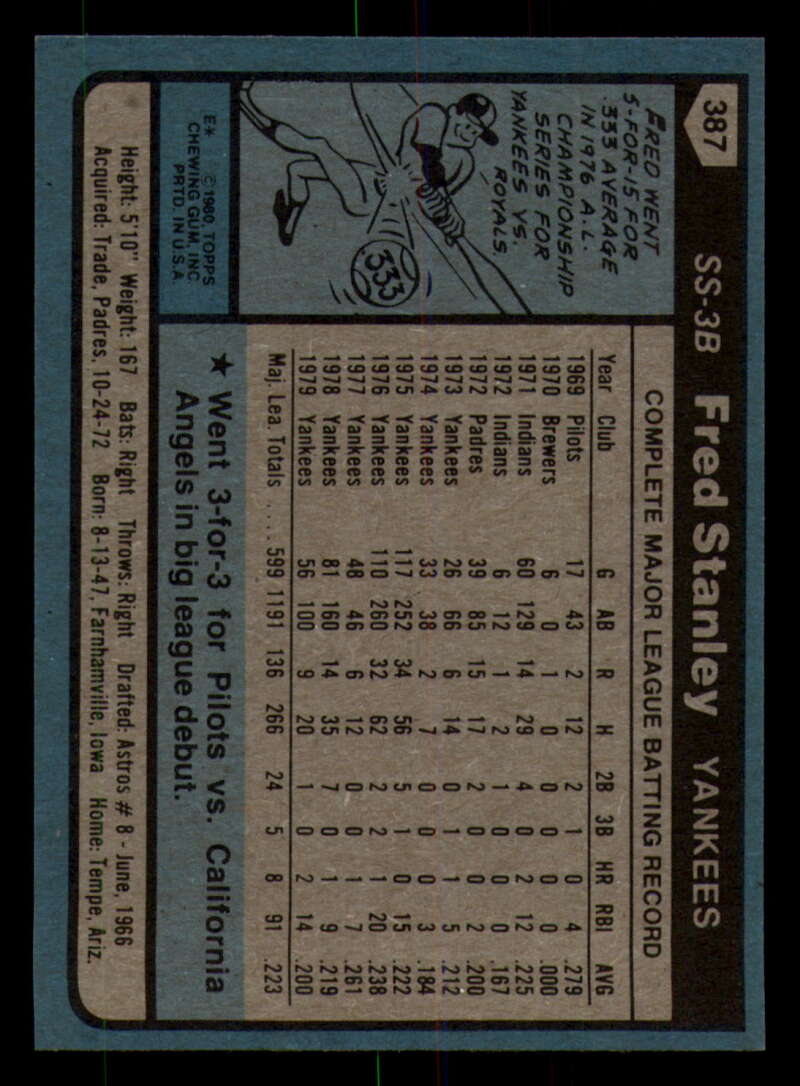 387 SS-3B Fred Stanley YANKEES
FRED WENT
5-FOR-15 FOR
.333 AVERAGE
IN 1976 A.L.
CHAMPIONSHIP
SERIES FOR
YANKEES VS.
ROYALS.
.333
E* © 1980, TOPPS
CHEWING GUM, INC
PRTD. IN U.S.A.
COMPLETE MAJOR LEAGUE BATTING RECORD
Year Club G AB R H 2B 3B HR RBI AVG
1969 Pilots 17 43 2 12 2 1 0 4 .279
1970 Brewers 6 0 1 0 0 0 0 0 .000
1971 Indians 60 129 14 29 4 0 2 12 .225
1972 Indians 6 12 1 2 1 0 0 0 .167
1972 Padres 39 85 15 17 2 0 0 2 .200
1973 Yankees 26 66 6 14 0 1 1 5 .212
1974 Yankees 33 38 2 7 0 0 0 3 .184
1975 Yankees 117 252 34 56 5 1 0 15 .222
1976 Yankees 110 260 32 62 2 2 1 20 .238
1977 Yankees 48 46 6 12 0 0 1 7 .261
1978 Yankees 81 160 14 35 7 0 1 9 .219
1979 Yankees 56 100 9 20 1 0 2 14 .200
Maj. Lea. Totals .... 599 1191 136 266 24 5 8 91 .223
★ Went 3-for-3 for Pilots vs. California
Angels in big league debut.
Height: 5'10" Weight: 167 Bats: Right Throws: Right Drafted: Astros # 8 - June, 1966
Acquired: Trade, Padres, 10-24-72 Born: 8-13-47, Farnhamville, Iowa Home: Tempe, Ariz.